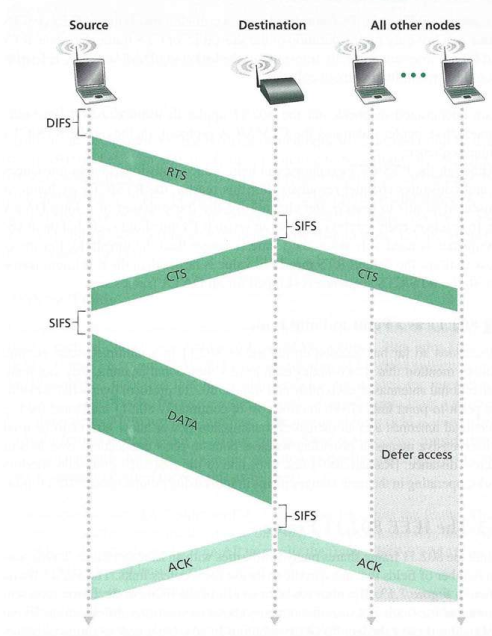 Source
Destination
All other nodes
DIFS
RTS
SIFS
CTS
CTS
SIFS
DATA
Defer access
SIFS
ACK
ACK